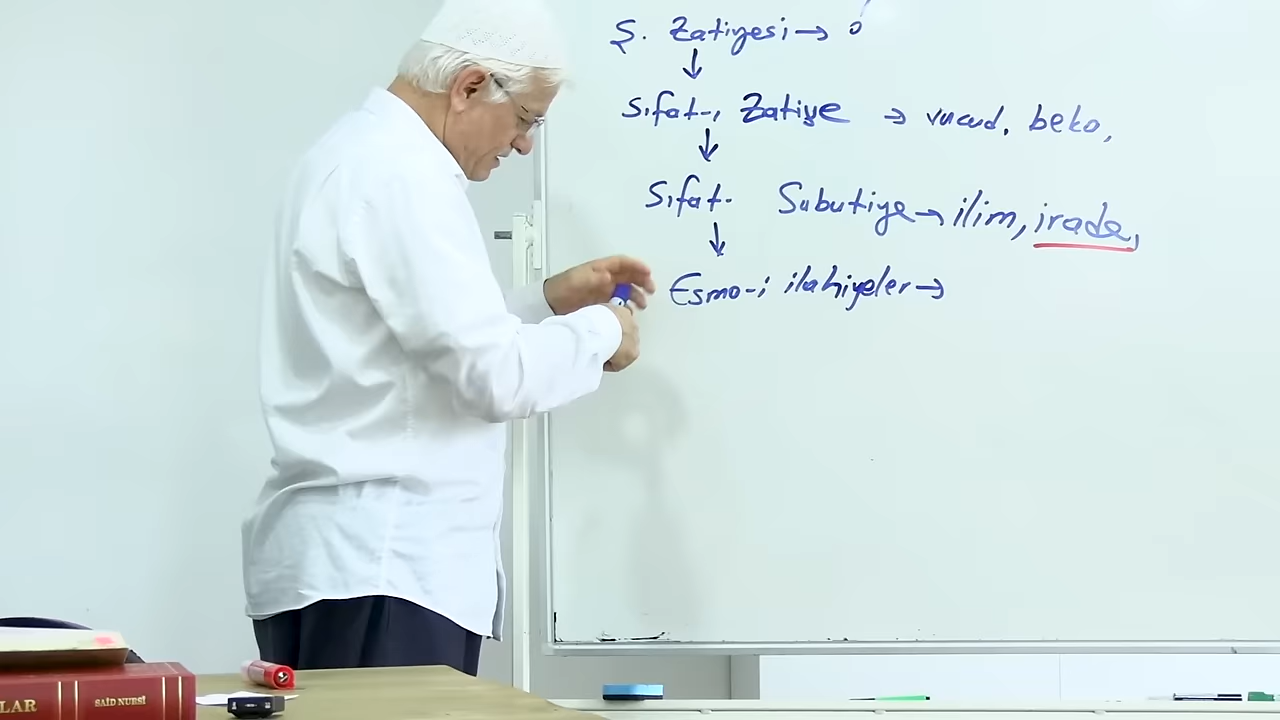 Ş. Zatiyesi →
↓
Sıfat-ı Zatiye → vucud, beka,
↓
Sıfat- Subutiye → ilim, irade,
↓
Esma-i ilahiyeler →
LAR
SAİD NURSİ